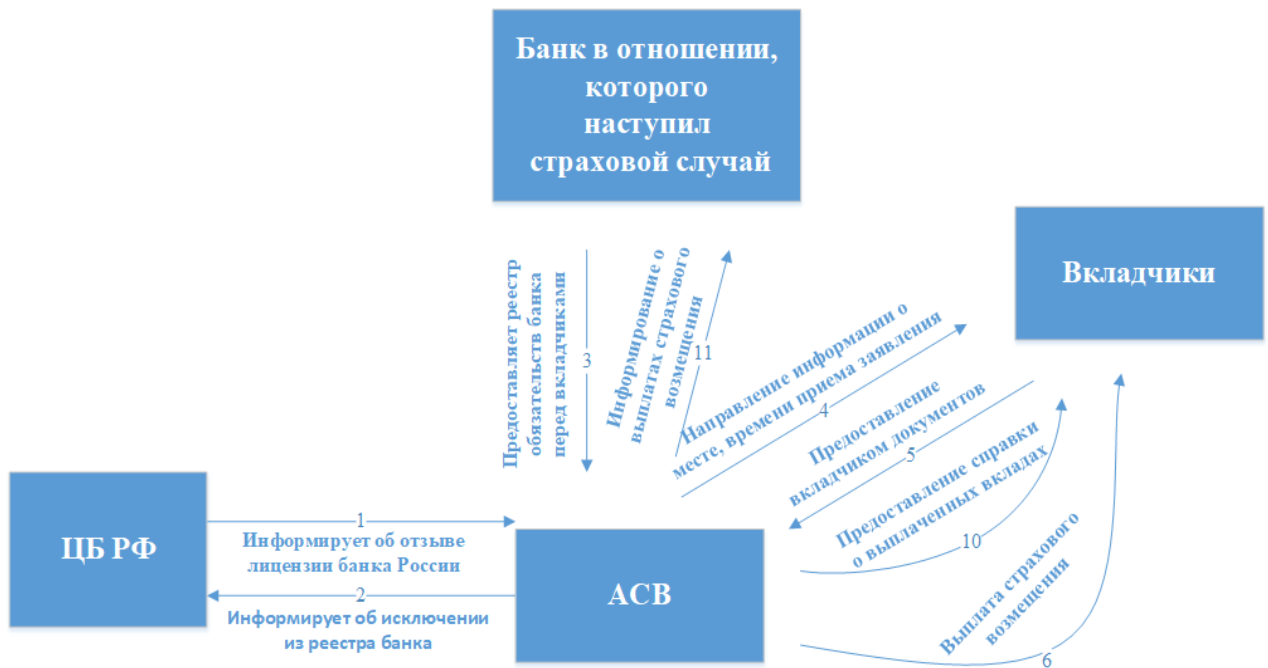 Банк в отношении,
которого
наступил
страховой случай
Вкладчики
Предоставляет реестр
обязательств банка
перед вкладчиками
3
Информирование о
выплатах страхового
возмещения
11
Направление информации о
месте, времени приема заявления
4
Предоставление
вкладчиком документов
5
Предоставление справки
о выплаченных вкладах
10
Выплата страхового
возмещения
6
ЦБ РФ
1
Информирует об отзыве
лицензии банка России
2
Информирует об исключении
из реестра банка
АСВ